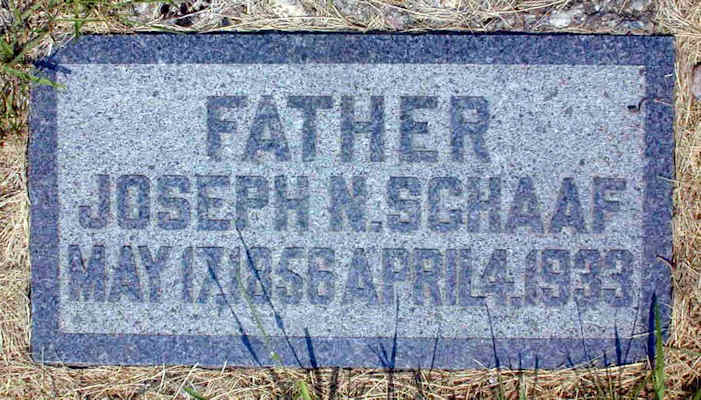 FATHER
JOSEPH N. SCHAAF
MAY 17, 1856 APRIL 4, 1933